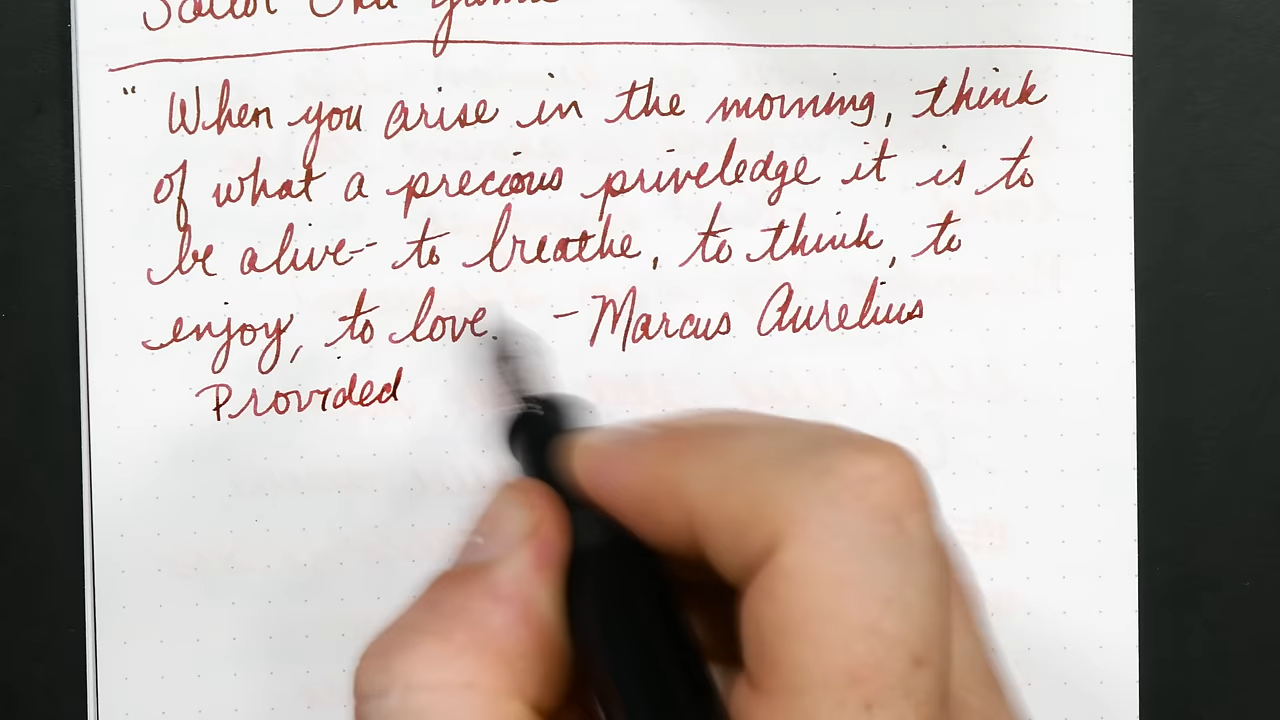 Sailor
" When you arise in the morning, think
of what a precious priveledge it is to
be alive- to breathe, to think, to
enjoy, to love. - Marcus Aurelius
Provided